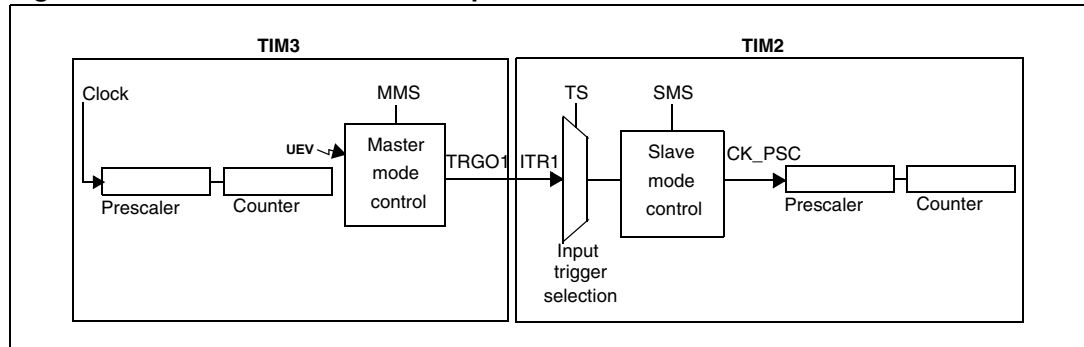 TIM3
TIM2
Clock
MMS
TS
SMS
UEV
Master
mode
control
TRGO1
ITR1
Slave
mode
control
CK_PSC
Prescaler
Counter
Prescaler
Counter
Input
trigger
selection